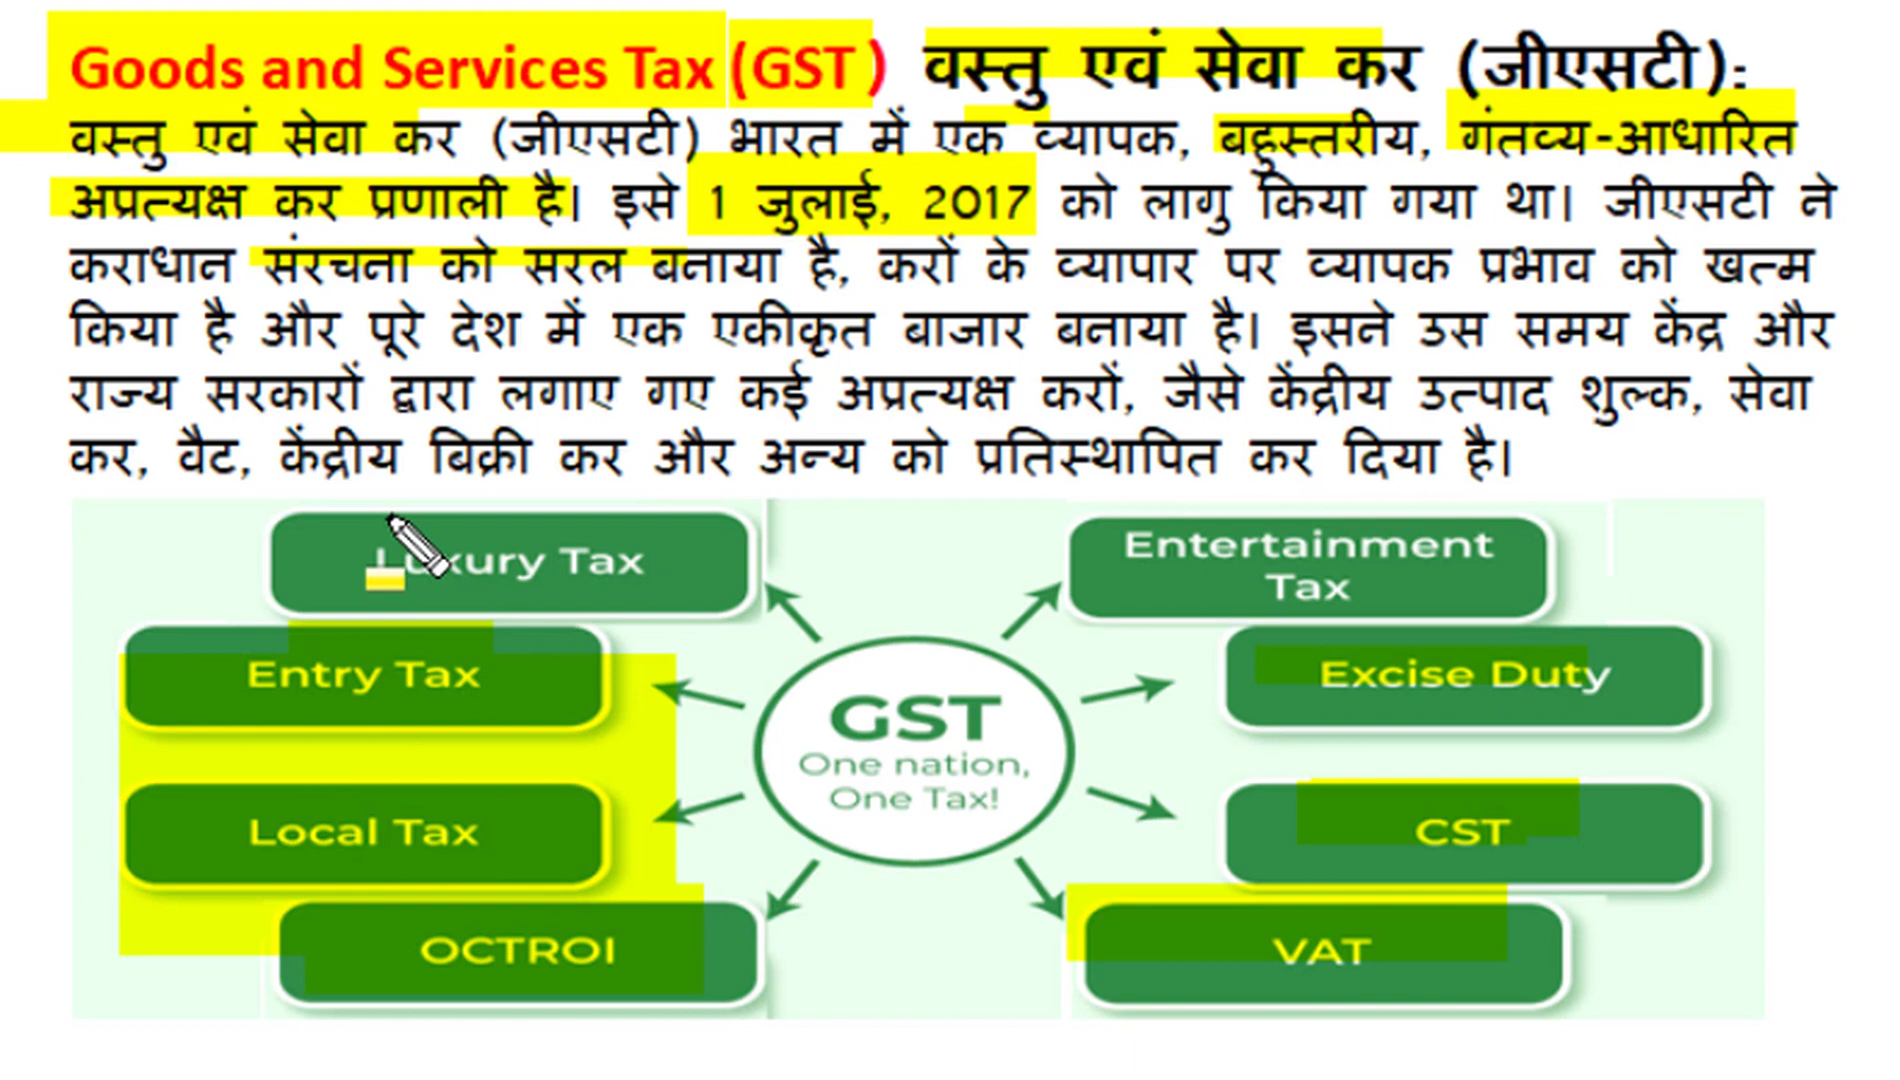 Goods and Services Tax (GST) वस्तु एवं सेवा कर (जीएसटी):
वस्तु एवं सेवा कर (जीएसटी) भारत में एक व्यापक, बहुस्तरीय, गंतव्य-आधारित
अप्रत्यक्ष कर प्रणाली है। इसे 1 जुलाई, 2017 को लागु किया गया था। जीएसटी ने
कराधान संरचना को सरल बनाया है, करों के व्यापार पर व्यापक प्रभाव को खत्म
किया है और पूरे देश में एक एकीकृत बाजार बनाया है। इसने उस समय केंद्र और
राज्य सरकारों द्वारा लगाए गए कई अप्रत्यक्ष करों, जैसे केंद्रीय उत्पाद शुल्क, सेवा
कर, वैट, केंद्रीय बिक्री कर और अन्य को प्रतिस्थापित कर दिया है।
Luxury Tax
Entertainment
Tax
Entry Tax
Excise Duty
GST
One nation,
One Tax!
Local Tax
CST
OCTROI
VAT